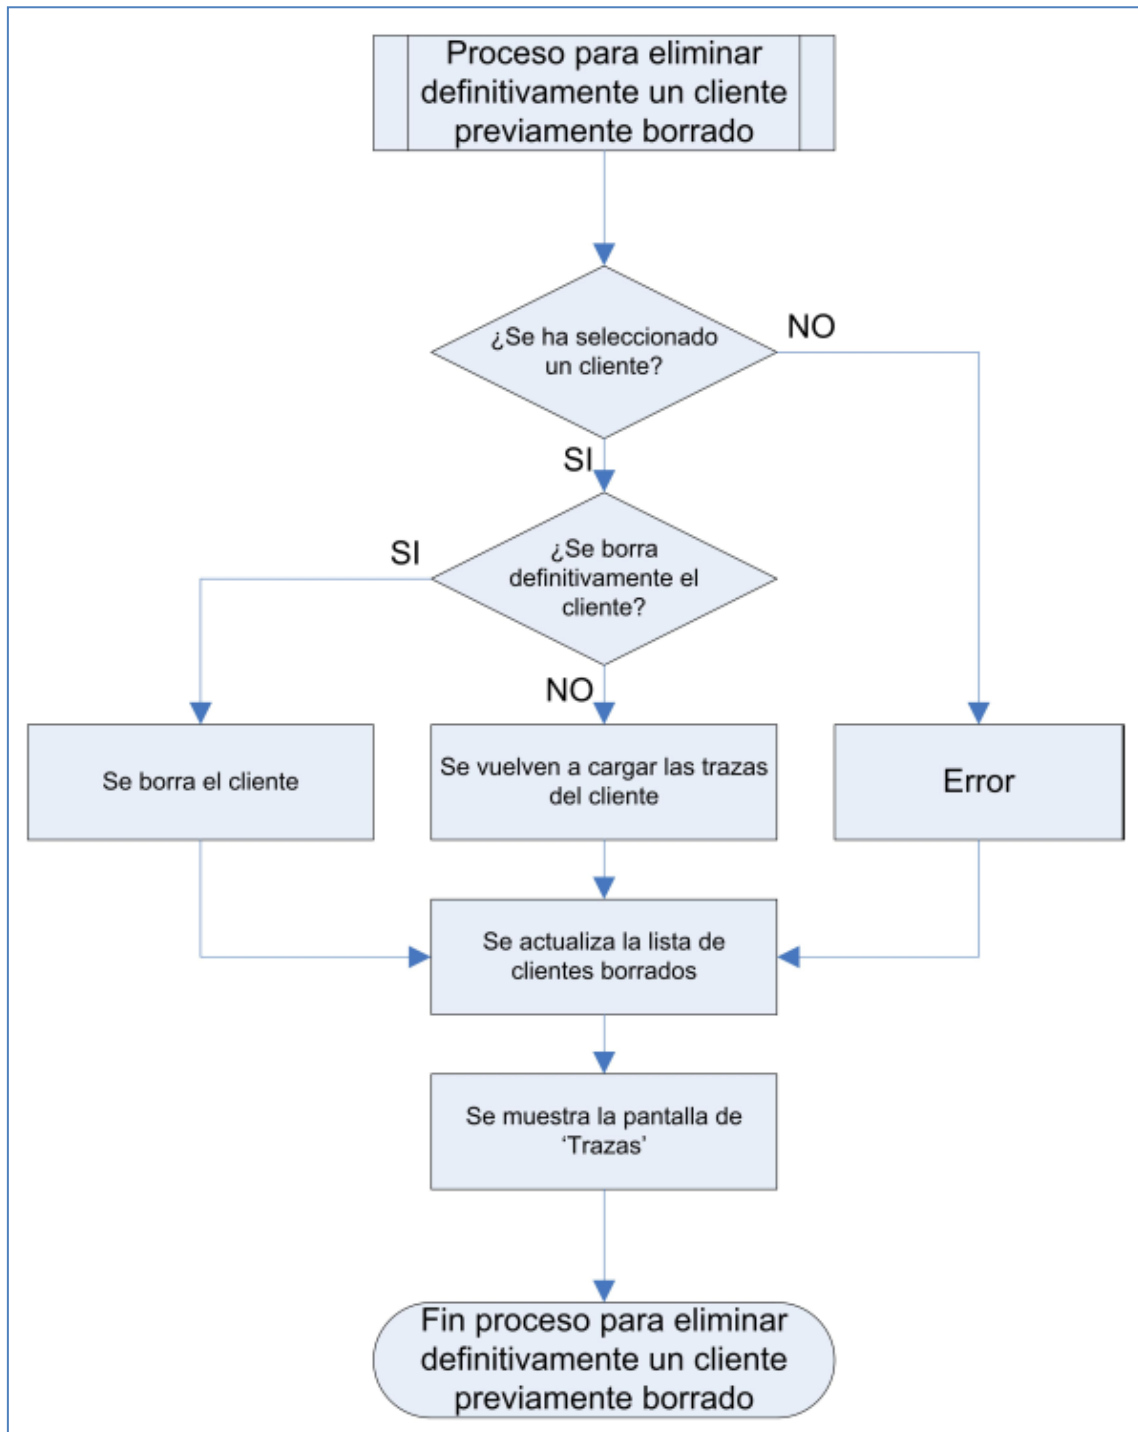 Proceso para eliminar
definitivamente un cliente
previamente borrado
¿Se ha seleccionado
un cliente?
NO
SI
¿Se borra
definitivamente el
cliente?
SI
NO
Se borra el cliente
Se vuelven a cargar las trazas
del cliente
Error
Se actualiza la lista de
clientes borrados
Se muestra la pantalla de
‘Trazas’
Fin proceso para eliminar
definitivamente un cliente
previamente borrado